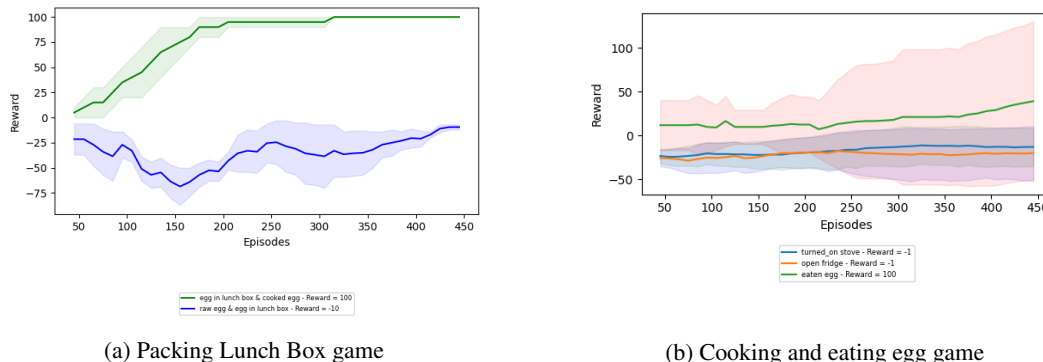 100
75
50
25
0
−25
−50
−75
Reward
50 100 150 200 250 300 350 400 450
Episodes
egg in lunch box & cooked egg - Reward = 100
raw egg & egg in lunch box - Reward = -10
(a) Packing Lunch Box game
100
50
0
−50
Reward
50 100 150 200 250 300 350 400 450
Episodes
turned_on stove - Reward = -1
open fridge - Reward = -1
eaten egg - Reward = 100
(b) Cooking and eating egg game